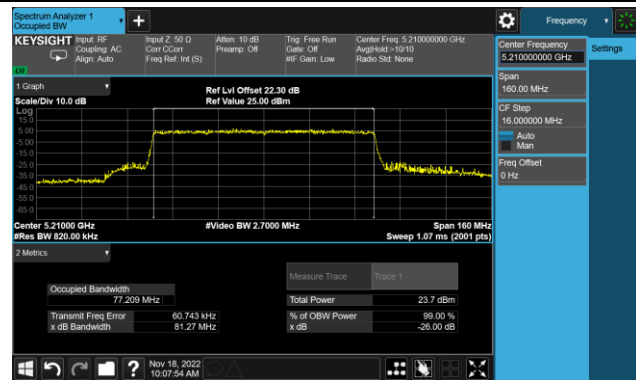 Spectrum Analyzer 1
Occupied BW
+
Frequency
KEYSIGHT
Input: RF
Coupling: AC
Align: Auto
Input Z: 50 Ω
Corr CCorr
Freq Ref: Int (S)
Atten: 10 dB
Preamp: Off
Trig: Free Run
Gate: Off
#IF Gain: Low
Center Freq: 5.210000000 GHz
Avg|Hold:>10/10
Radio Std: None
Center Frequency
5.210000000 GHz
Settings
Span
160.00 MHz
CF Step
16.000000 MHz
Auto
Man
Freq Offset
0 Hz
1 Graph
Scale/Div 10.0 dB
Ref Lvl Offset 22.30 dB
Ref Value 25.00 dBm
Log
15.0
5.00
-5.00
-15.0
-25.0
-35.0
-45.0
-55.0
-65.0
Center 5.21000 GHz
#Res BW 820.00 kHz
#Video BW 2.7000 MHz
Span 160 MHz
Sweep 1.07 ms (2001 pts)
2 Metrics
Measure Trace
Trace 1
Occupied Bandwidth
77.209 MHz
Total Power
23.7 dBm
Transmit Freq Error
60.743 kHz
% of OBW Power
99.00 %
x dB Bandwidth
81.27 MHz
x dB
-26.00 dB
?
Nov 18, 2022
10:07:54 AM